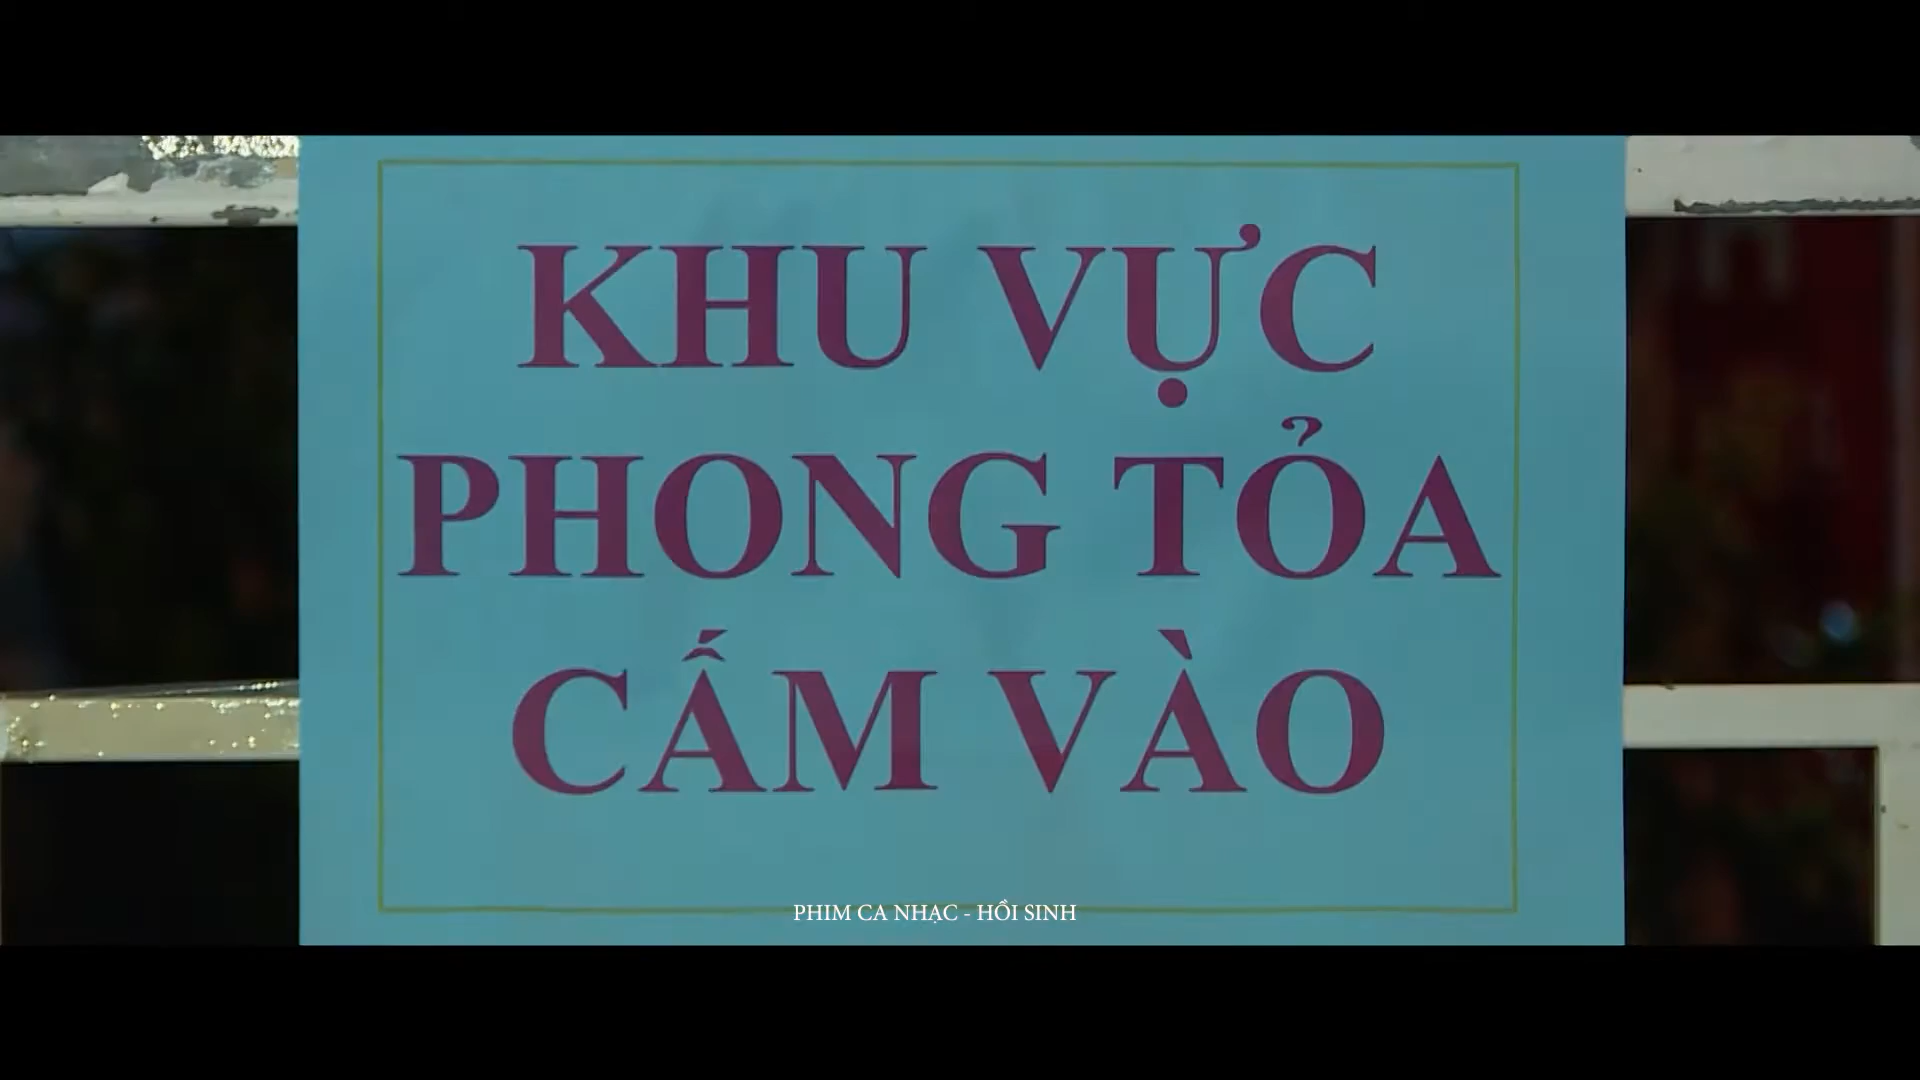 KHU VỰC
PHONG TỎA
CẤM VÀO
PHIM CA NHẠC - HỒI SINH